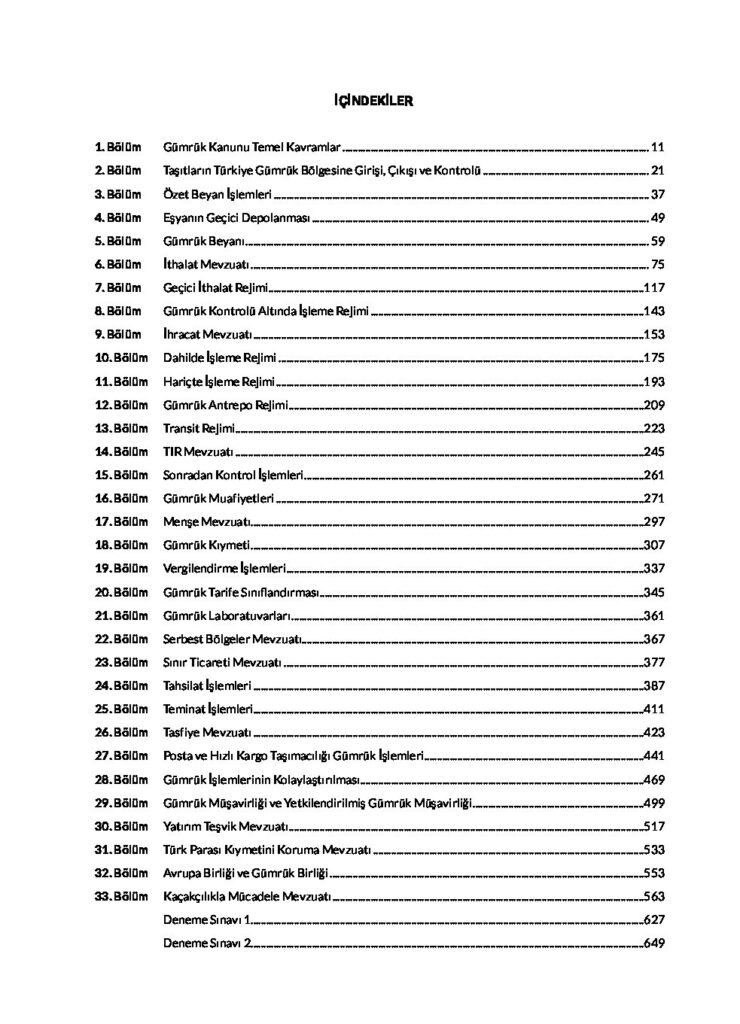 İÇİNDEKİLER
1. Bölüm Gümrük Kanunu Temel Kavramlar 11
2. Bölüm Taşıtların Türkiye Gümrük Bölgesine Girişi, Çıkışı ve Kontrolü 21
3. Bölüm Özet Beyan İşlemleri 37
4. Bölüm Eşyanın Geçici Depolanması 49
5. Bölüm Gümrük Beyanı 59
6. Bölüm İthalat Mevzuatı 75
7. Bölüm Geçici İthalat Rejimi 117
8. Bölüm Gümrük Kontrolü Altında İşleme Rejimi 143
9. Bölüm İhracat Mevzuatı 153
10. Bölüm Dahilde İşleme Rejimi 175
11. Bölüm Hariçte İşleme Rejimi 193
12. Bölüm Gümrük Antrepo Rejimi 209
13. Bölüm Transit Rejimi 223
14. Bölüm TIR Mevzuatı 245
15. Bölüm Sonradan Kontrol İşlemleri 261
16. Bölüm Gümrük Muafiyetleri 271
17. Bölüm Menşe Mevzuatı 297
18. Bölüm Gümrük Kıymeti 307
19. Bölüm Vergilendirme İşlemleri 337
20. Bölüm Gümrük Tarife Sınıflandırması 345
21. Bölüm Gümrük Laboratuvarları 361
22. Bölüm Serbest Bölgeler Mevzuatı 367
23. Bölüm Sınır Ticareti Mevzuatı 377
24. Bölüm Tahsilat İşlemleri 387
25. Bölüm Teminat İşlemleri 411
26. Bölüm Tasfiye Mevzuatı 423
27. Bölüm Posta ve Hızlı Kargo Taşımacılığı Gümrük İşlemleri 441
28. Bölüm Gümrük İşlemlerinin Kolaylaştırılması 469
29. Bölüm Gümrük Müşavirliği ve Yetkilendirilmiş Gümrük Müşavirliği 499
30. Bölüm Yatırım Teşvik Mevzuatı 517
31. Bölüm Türk Parası Kıymetini Koruma Mevzuatı 533
32. Bölüm Avrupa Birliği ve Gümrük Birliği 553
33. Bölüm Kaçakçılıkla Mücadele Mevzuatı 563
Deneme Sınavı 1 627
Deneme Sınavı 2 649